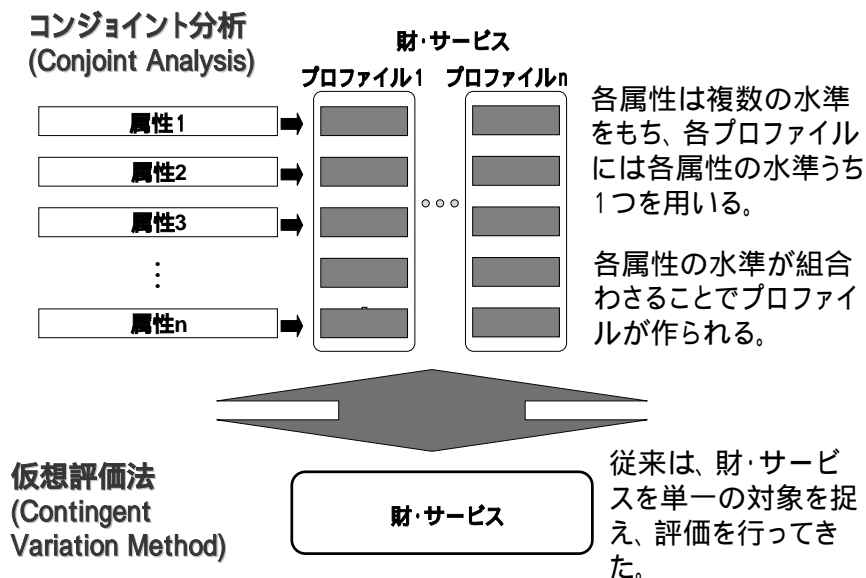 コンジョイント分析
(Conjoint Analysis)
財・サービス
プロファイル1
プロファイルn
属性1
属性2
属性3
⋮
属性n
各属性は複数の水準
をもち、各プロファイル
には各属性の水準うち
1つを用いる。
各属性の水準が組合
わさることでプロファイ
ルが作られる。
仮想評価法
(Contingent
Variation Method)
財・サービス
従来は、財・サービ
スを単一の対象を捉
え、評価を行ってき
た。